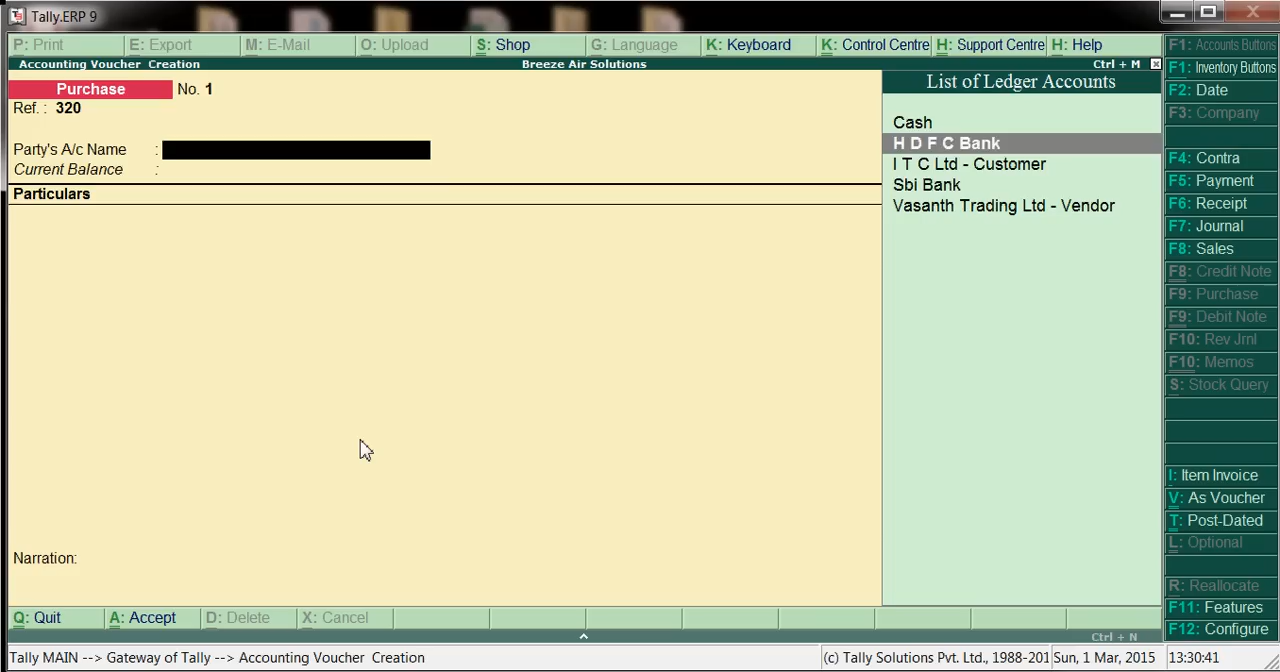 Tally.ERP 9
P: Print E: Export M: E-Mail O: Upload S: Shop G: Language K: Keyboard K: Control Centre H: Support Centre H: Help
Accounting Voucher Creation Breeze Air Solutions Ctrl + M
Purchase No. 1
Ref. : 320
Party's A/c Name :
Current Balance :
Particulars
Narration:
List of Ledger Accounts
Cash
H D F C Bank
I T C Ltd - Customer
Sbi Bank
Vasanth Trading Ltd - Vendor
F1: Accounts Buttons
F1: Inventory Buttons
F2: Date
F3: Company
F4: Contra
F5: Payment
F6: Receipt
F7: Journal
F8: Sales
F8: Credit Note
F9: Purchase
F9: Debit Note
F10: Rev Jrnl
F10: Memos
S: Stock Query
I: Item Invoice
V: As Voucher
T: Post-Dated
L: Optional
R: Reallocate
F11: Features
F12: Configure
Q: Quit A: Accept D: Delete X: Cancel
Ctrl + N
Tally MAIN --> Gateway of Tally --> Accounting Voucher Creation (c) Tally Solutions Pvt. Ltd., 1988-201 Sun, 1 Mar, 2015 13:30:41